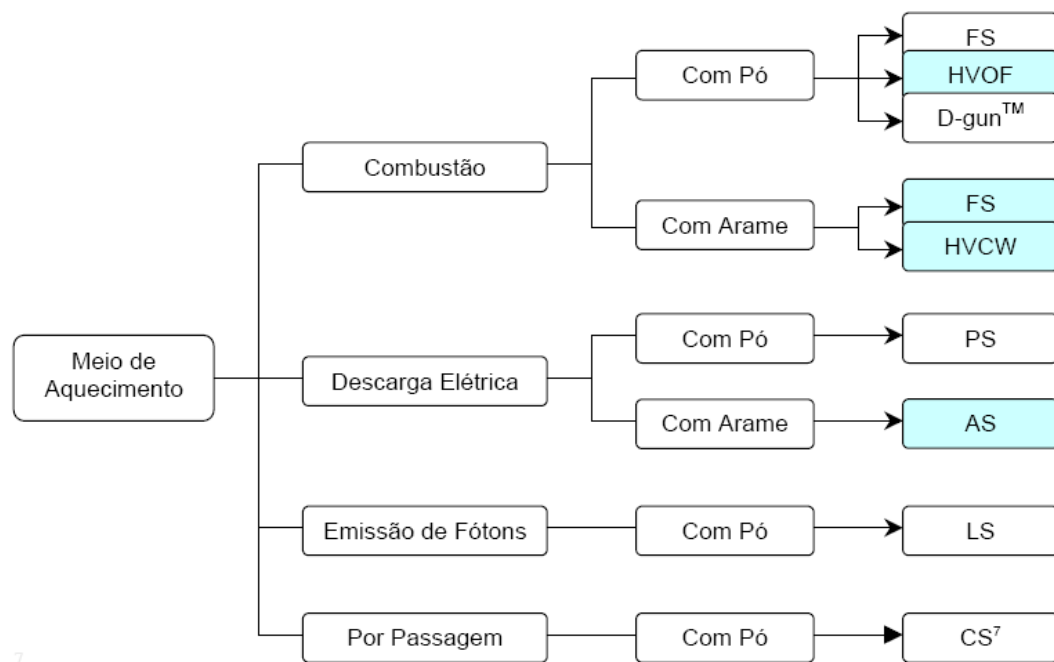 FS
Com Pó
HVOF
D-gun™
Combustão
FS
Com Arame
HVCW
Meio de
Aquecimento
Com Pó
PS
Descarga Elétrica
Com Arame
AS
Emissão de Fótons
Com Pó
LS
Por Passagem
Com Pó
CS⁷
7